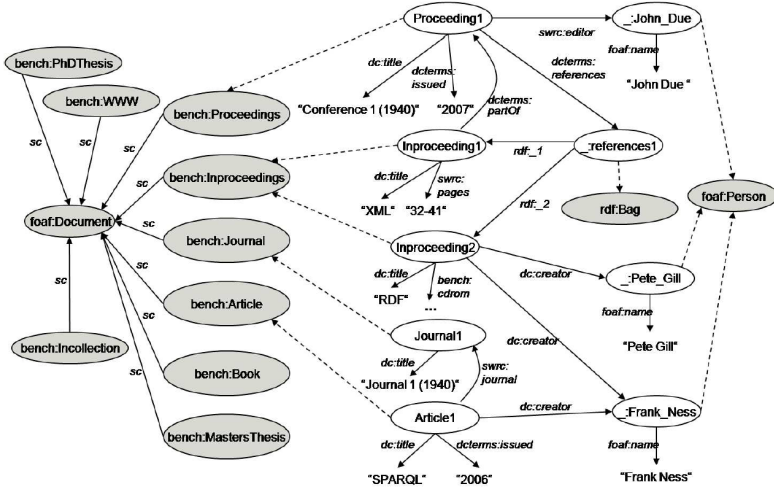 Proceeding1
_:John_Due
swrc:editor
bench:PhDThesis
dc:title
dcterms:
issued
dcterms:
references
foaf:name
bench:WWW
"Conference 1 (1940)"
"2007"
dcterms:
partOf
"John Due"
bench:Proceedings
sc
sc
sc
Inproceeding1
rdf:_1
_:references1
bench:Inproceedings
dc:title
swrc:
pages
sc
foaf:Document
"XML"
"32-41"
rdf:_2
rdf:Bag
foaf:Person
bench:Journal
sc
Inproceeding2
sc
sc
dc:title
bench:
cdrom
dc:creator
_:Pete_Gill
bench:Article
"RDF"
...
foaf:name
sc
Journal1
dc:creator
bench:Incollection
dc:title
swrc:
journal
"Pete Gill"
bench:Book
"Journal 1 (1940)"
sc
Article1
dc:creator
_:Frank_Ness
bench:MastersThesis
dc:title
dcterms:issued
foaf:name
"SPARQL"
"2006"
"Frank Ness"